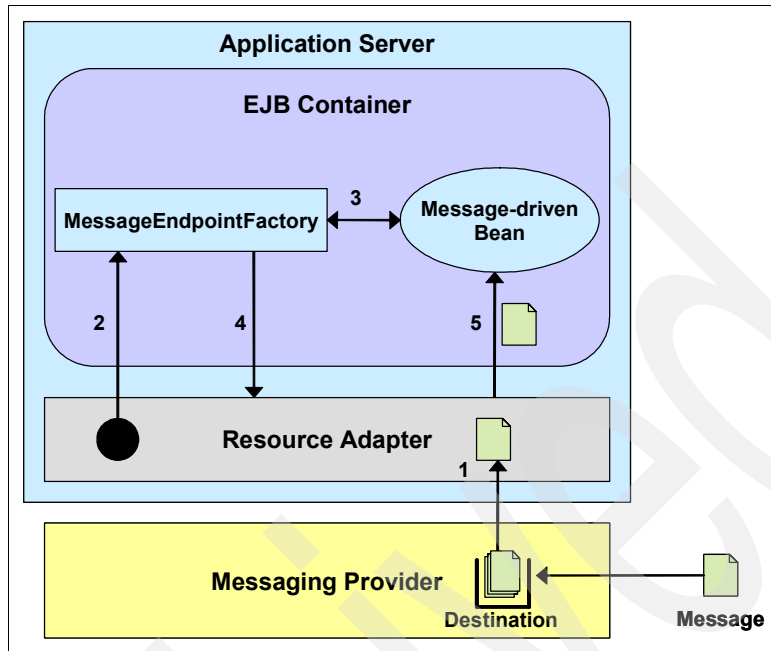 Application Server
EJB Container
MessageEndpointFactory
3
Message-driven
Bean
2
4
5
Resource Adapter
1
Messaging Provider
Destination
Message